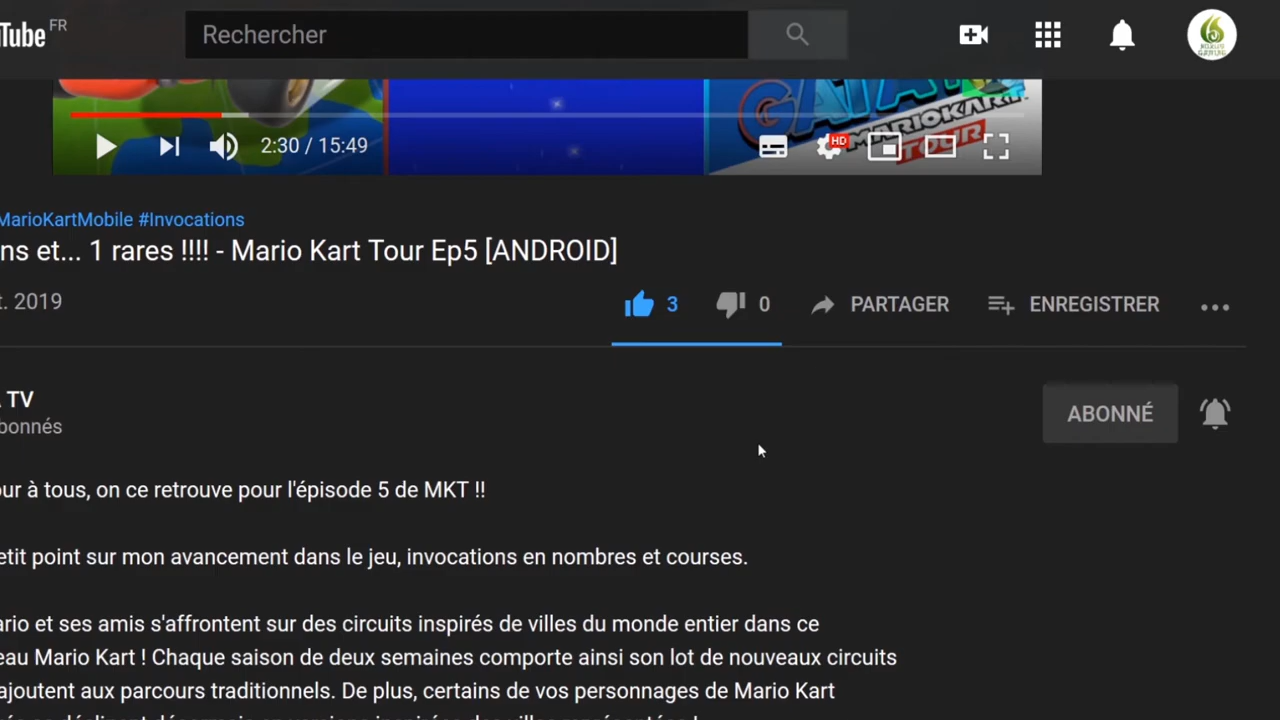 Tube FR
Rechercher
MARIOKART
TOUR
HD
2:30 / 15:49
MarioKartMobile #Invocations
ns et... 1 rares !!!! - Mario Kart Tour Ep5 [ANDROID]
t. 2019
3
0
PARTAGER
ENREGISTRER
TV
bonnés
ABONNÉ
ur à tous, on ce retrouve pour l'épisode 5 de MKT !!
etit point sur mon avancement dans le jeu, invocations en nombres et courses.
ario et ses amis s'affrontent sur des circuits inspirés de villes du monde entier dans ce
eau Mario Kart ! Chaque saison de deux semaines comporte ainsi son lot de nouveaux circuits
ajoutent aux parcours traditionnels. De plus, certains de vos personnages de Mario Kart